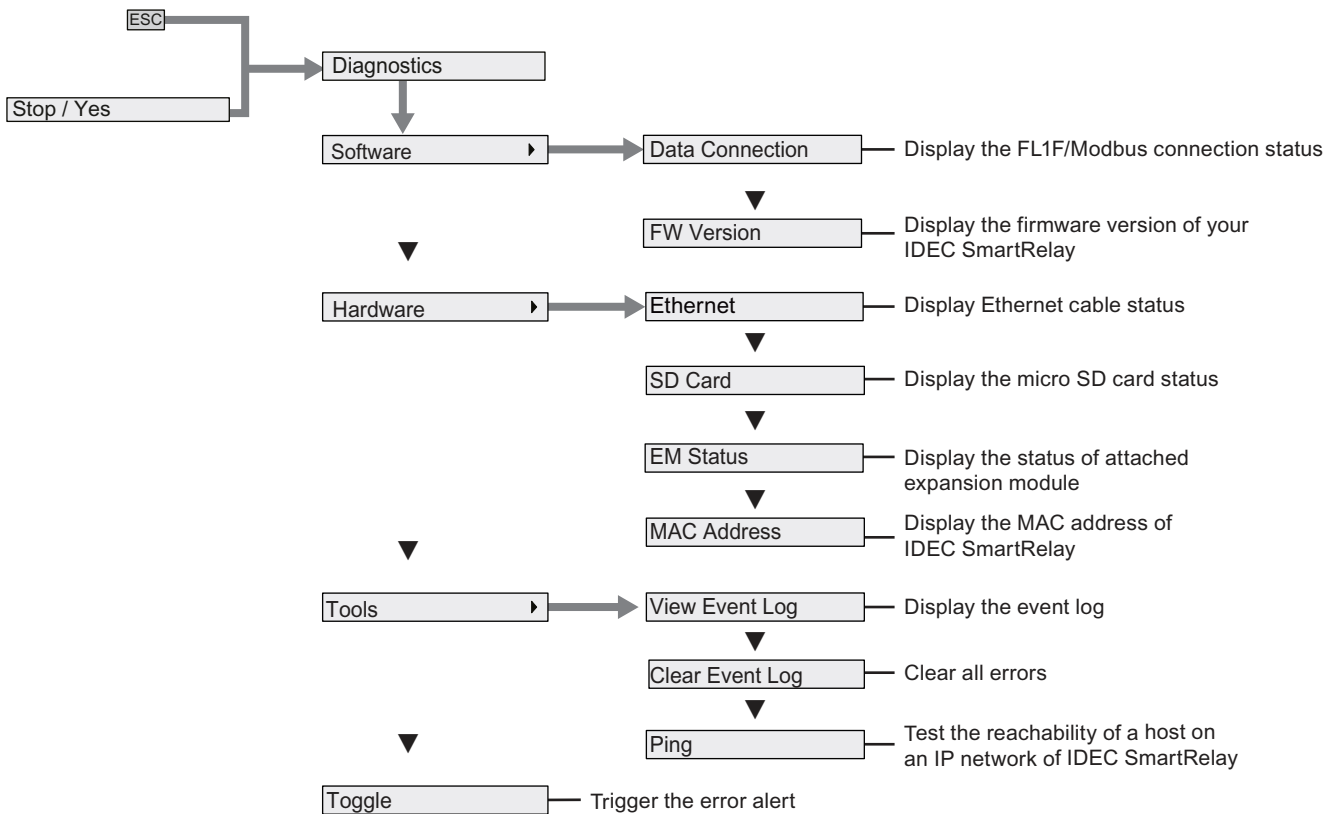 ESC
Diagnostics
Stop / Yes
Software
Data Connection
Display the FL1F/Modbus connection status
FW Version
Display the firmware version of your
IDEC SmartRelay
Hardware
Ethernet
Display Ethernet cable status
SD Card
Display the micro SD card status
EM Status
Display the status of attached
expansion module
MAC Address
Display the MAC address of
IDEC SmartRelay
Tools
View Event Log
Display the event log
Clear Event Log
Clear all errors
Ping
Test the reachability of a host on
an IP network of IDEC SmartRelay
Toggle
Trigger the error alert